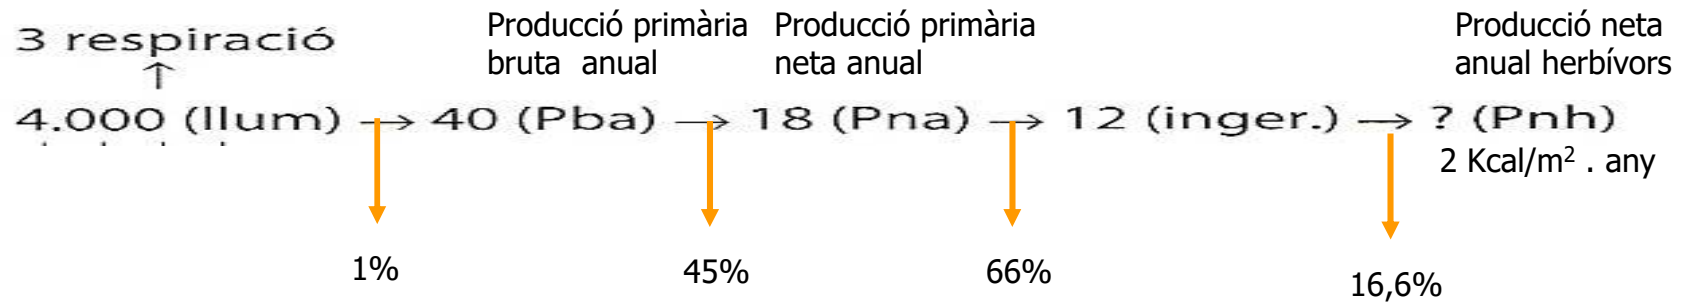 3 respiració
↑
Producció primària
bruta  anual
Producció primària
neta anual
Producció neta
anual herbívors
4.000 (llum) → 40 (Pba) → 18 (Pna) → 12 (inger.) → ? (Pnh)
2 Kcal/m² . any
1%
45%
66%
16,6%